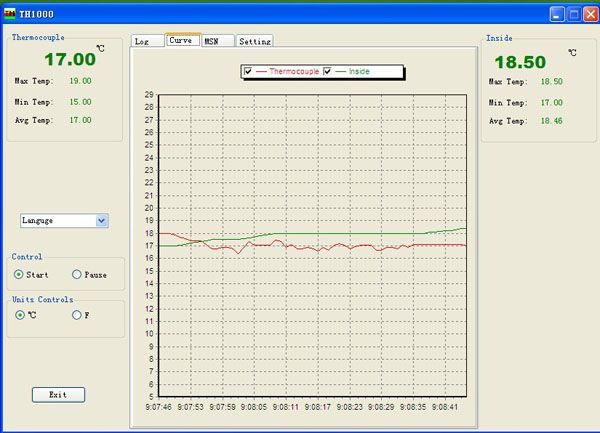 TH TH1000
Thermocouple
17.00 ℃
Max Temp: 19.00
Min Temp: 15.00
Avg Temp: 17.00
Languge
Control
Start Pause
Units Controls
℃ F
Exit
Log Curve MSN Setting
Thermocouple Inside
29
28
27
26
25
24
23
22
21
20
19
18
17
16
15
14
13
12
11
10
9
8
7
6
5
9:07:46 9:07:53 9:07:59 9:08:05 9:08:11 9:08:17 9:08:23 9:08:29 9:08:35 9:08:41
Inside
18.50 ℃
Max Temp: 18.50
Min Temp: 17.00
Avg Temp: 18.46